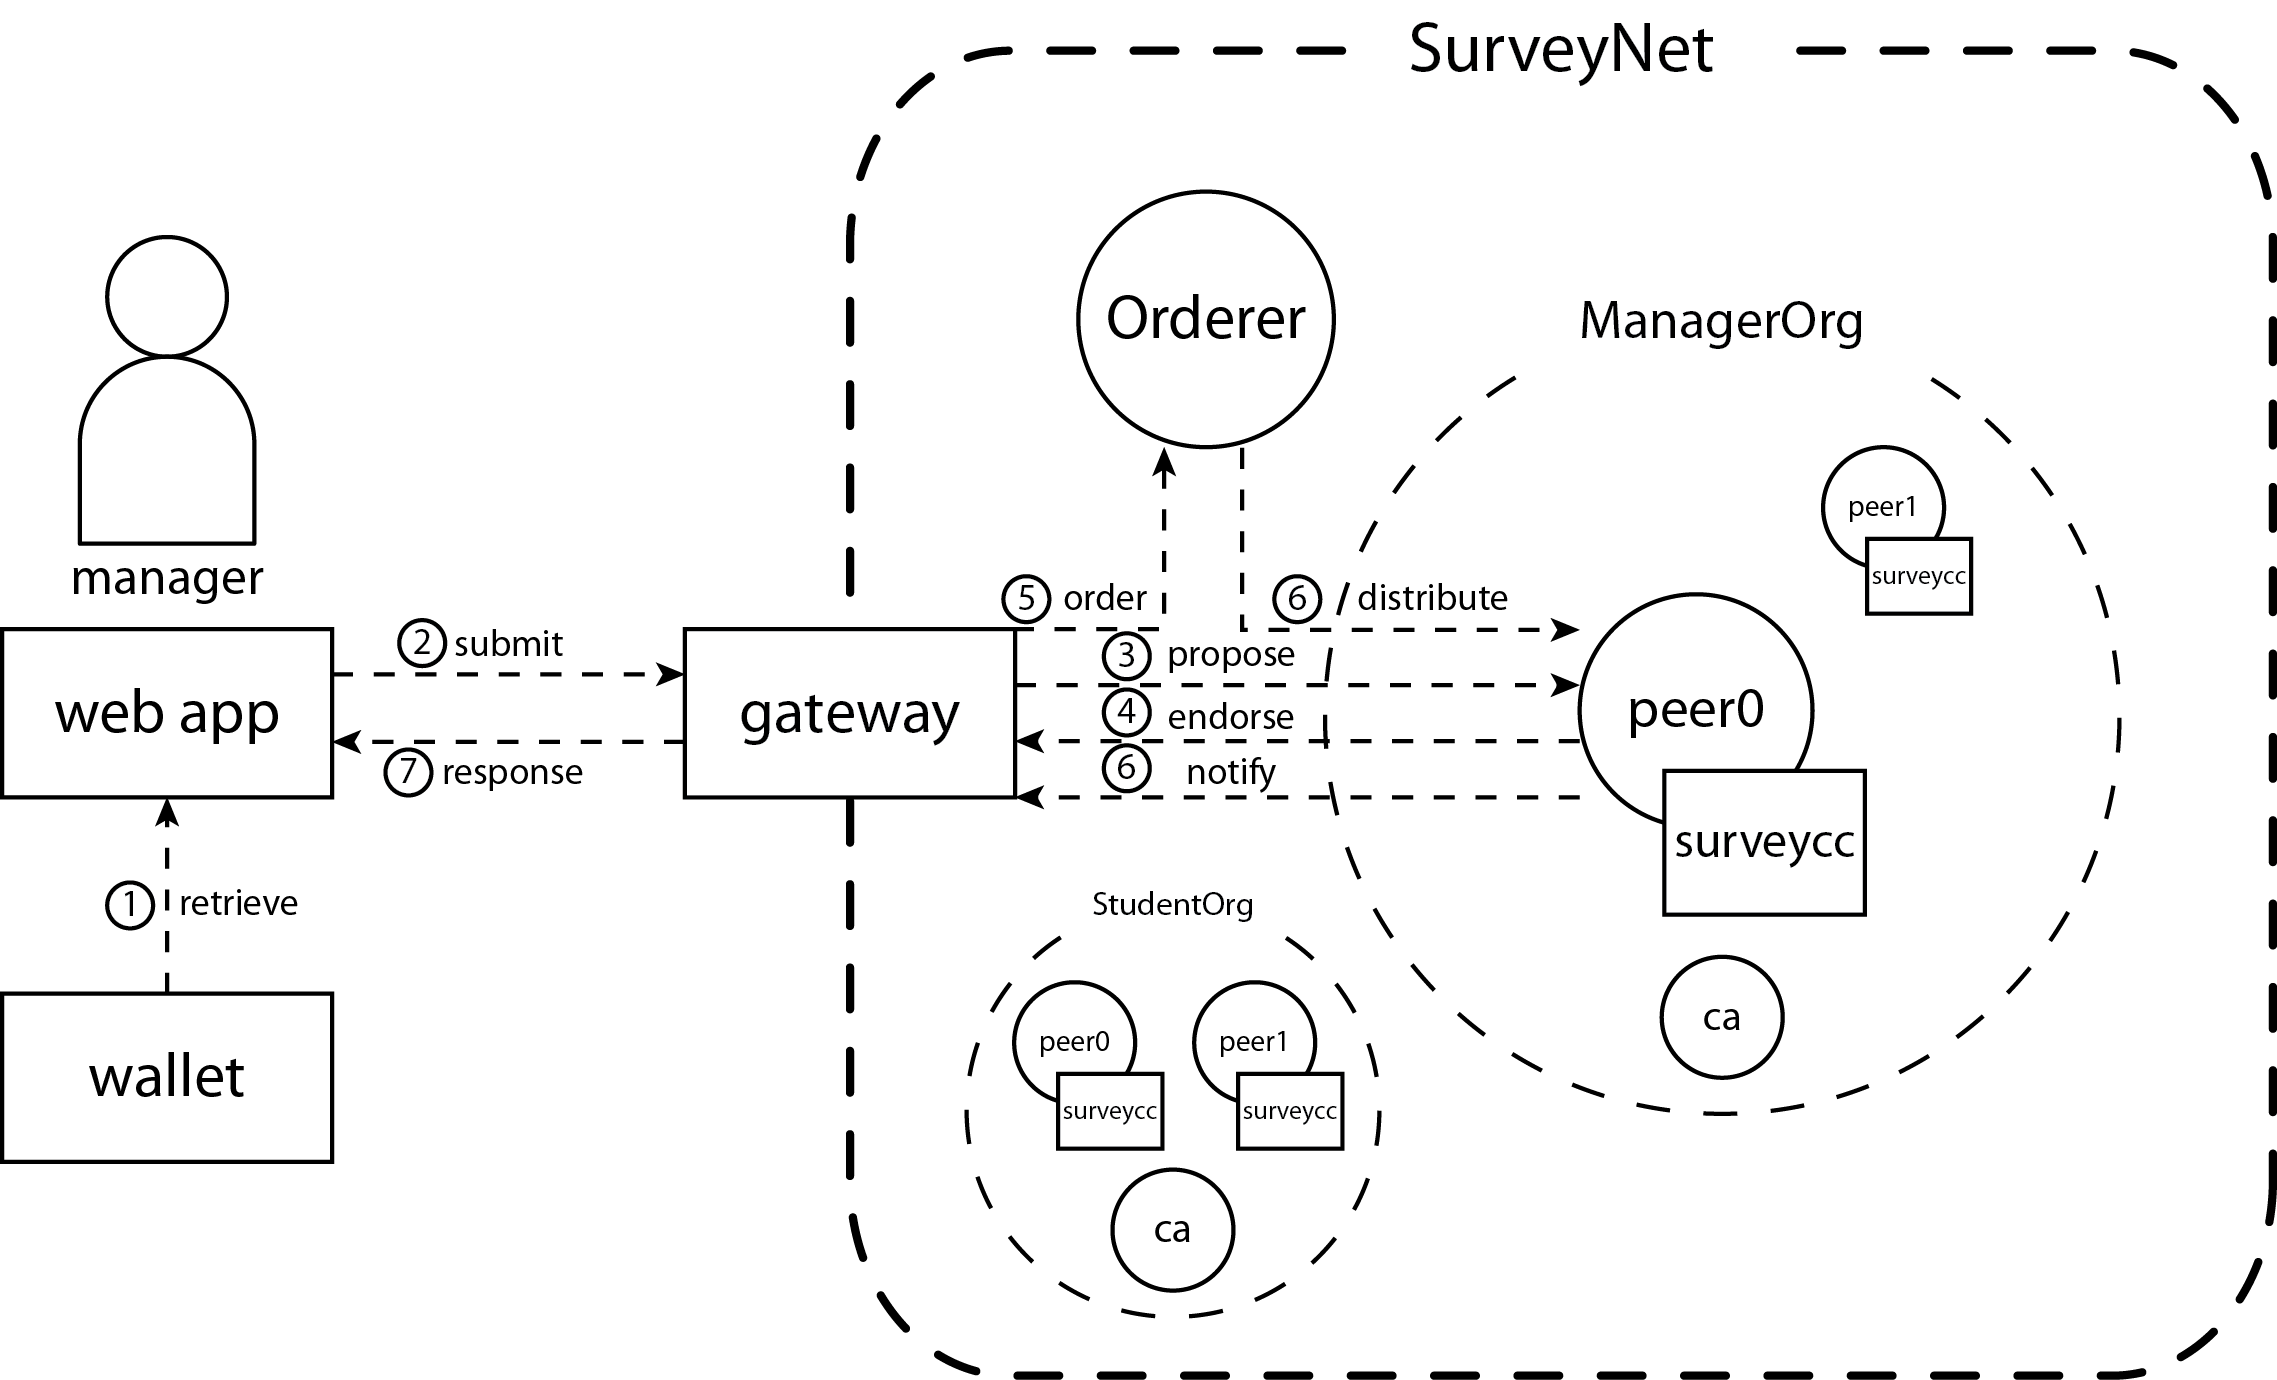 SurveyNet
Orderer
ManagerOrg
peer1
surveycc
manager
5 order
6 distribute
2 submit
3 propose
web app
gateway
4 endorse
peer0
7 response
6 notify
surveycc
1 retrieve
StudentOrg
wallet
peer0
surveycc
peer1
surveycc
ca
ca